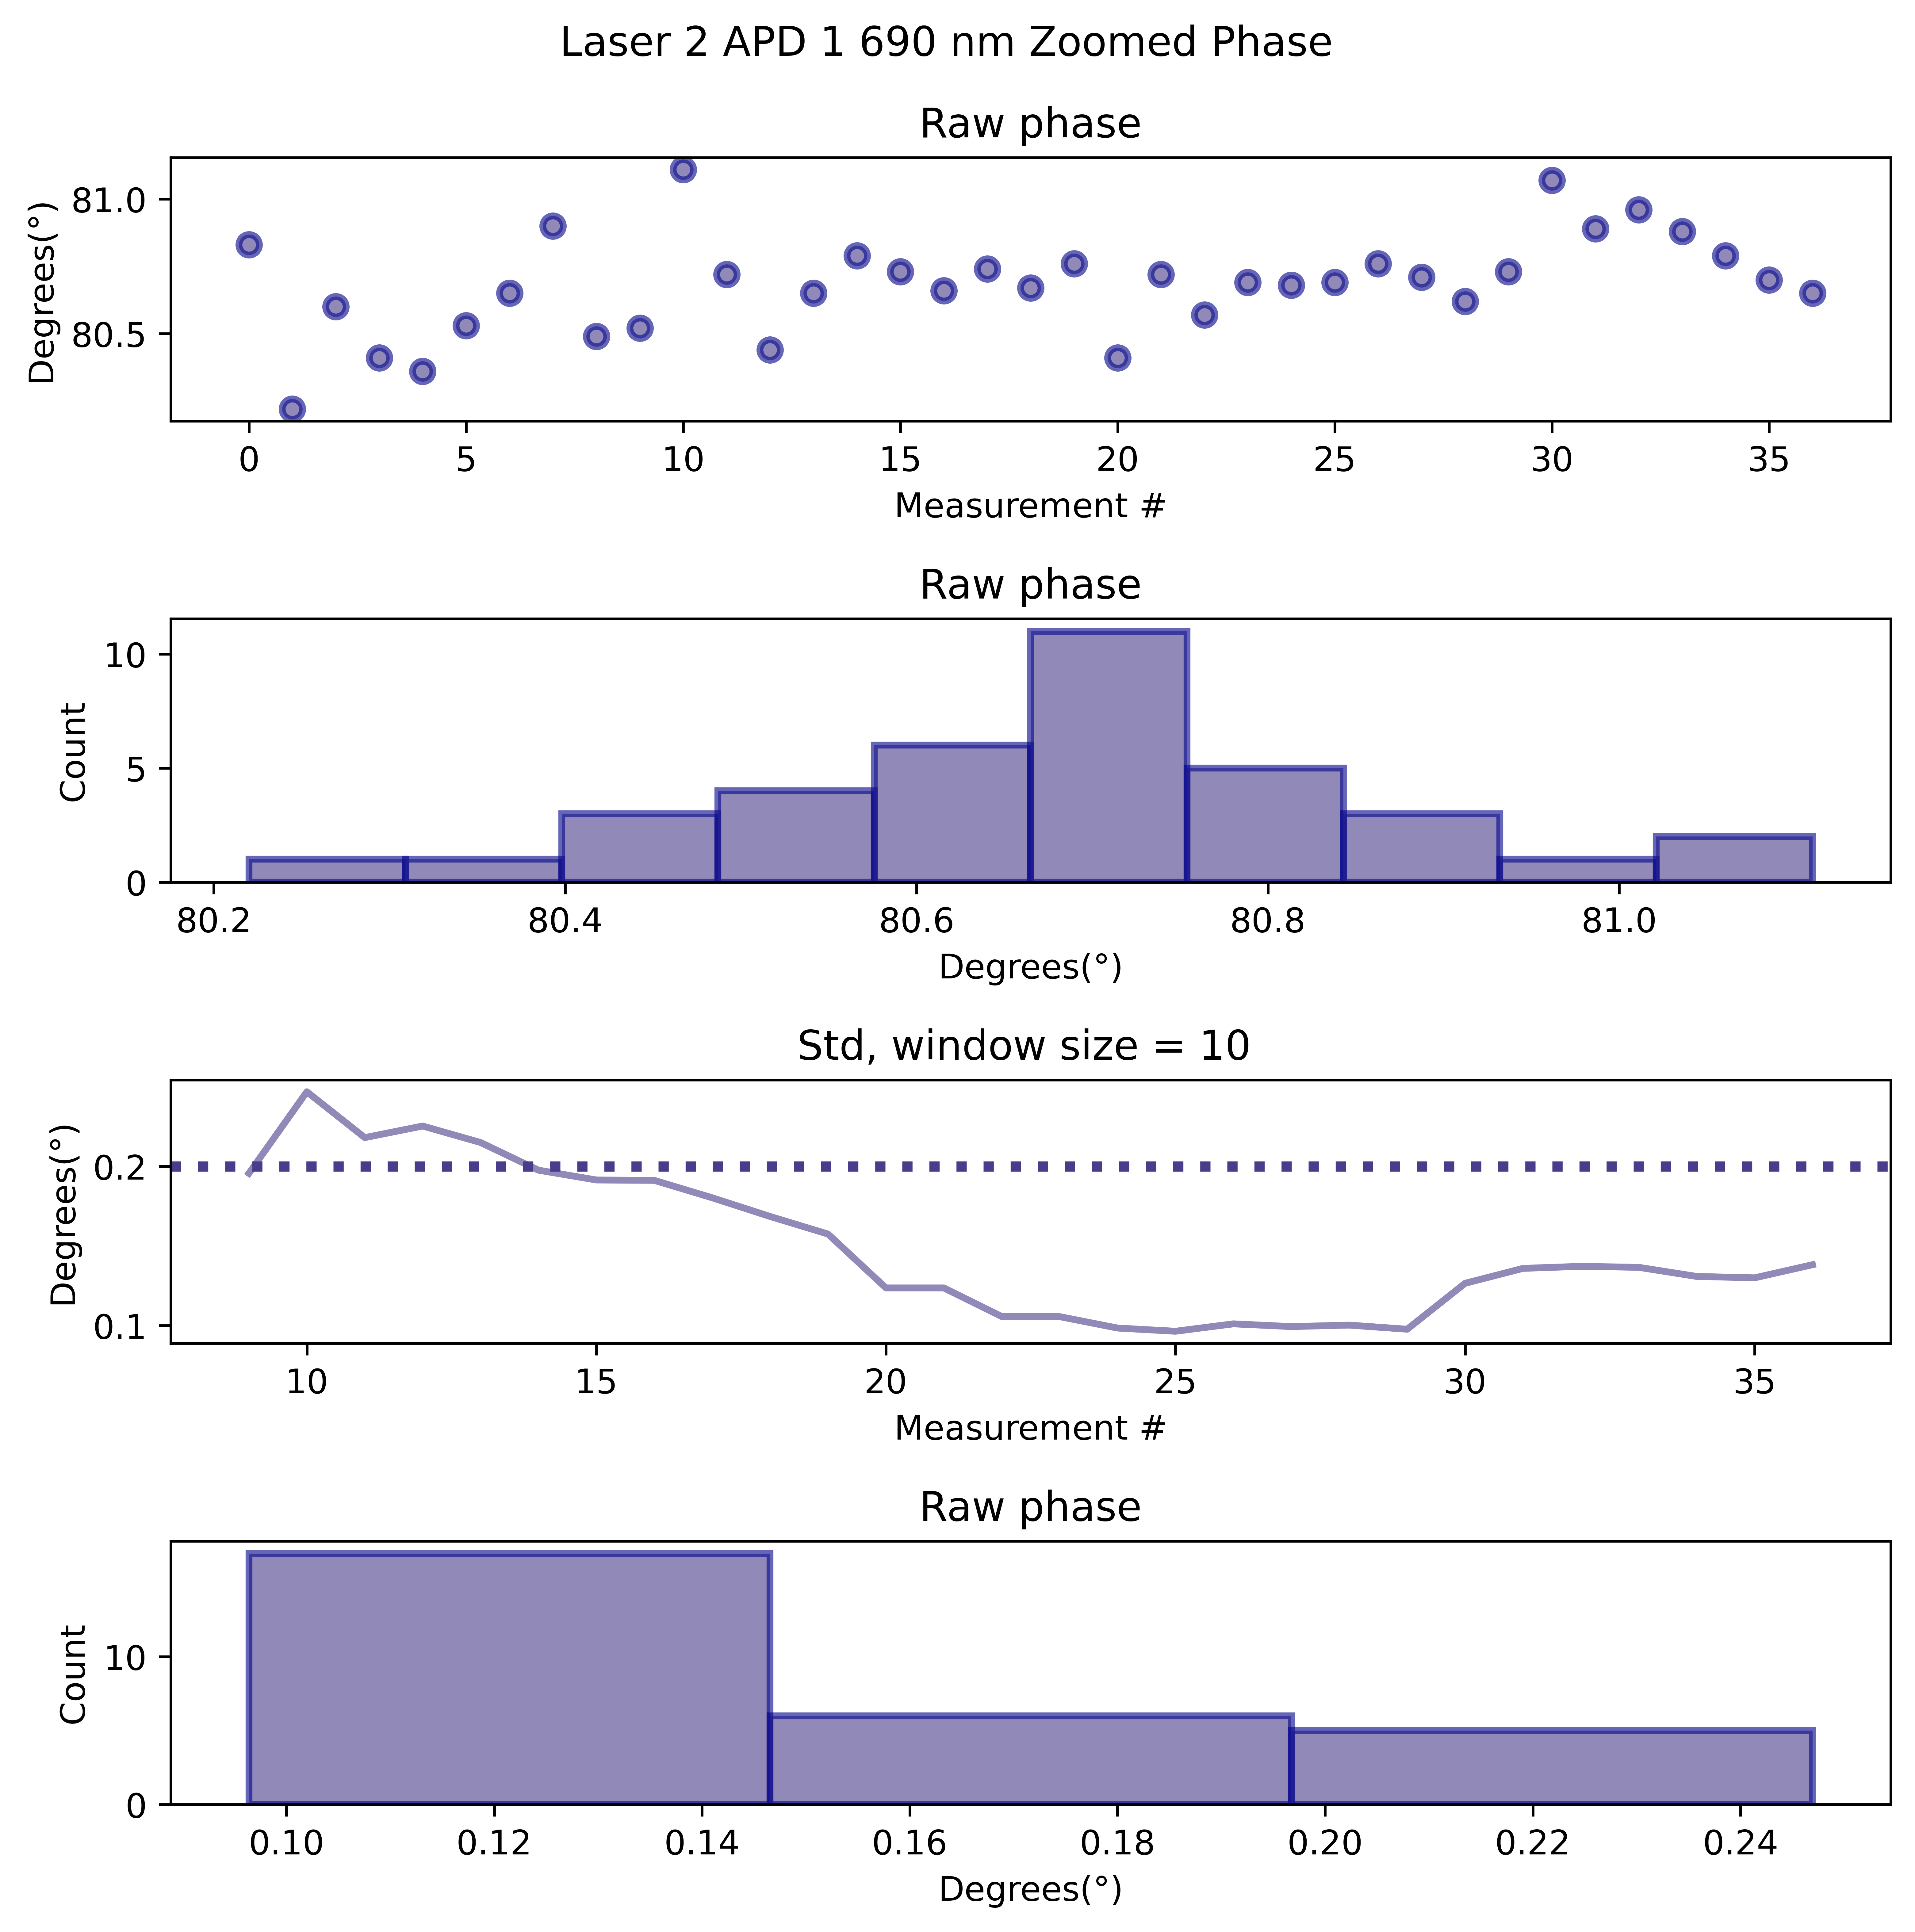 Laser 2 APD 1 690 nm Zoomed Phase
Raw phase
Degrees(°)
81.0
80.5
0 5 10 15 20 25 30 35
Measurement #
Raw phase
Count
10
5
0
80.2 80.4 80.6 80.8 81.0
Degrees(°)
Std, window size = 10
Degrees(°)
0.2
0.1
10 15 20 25 30 35
Measurement #
Raw phase
Count
10
0
0.10 0.12 0.14 0.16 0.18 0.20 0.22 0.24
Degrees(°)